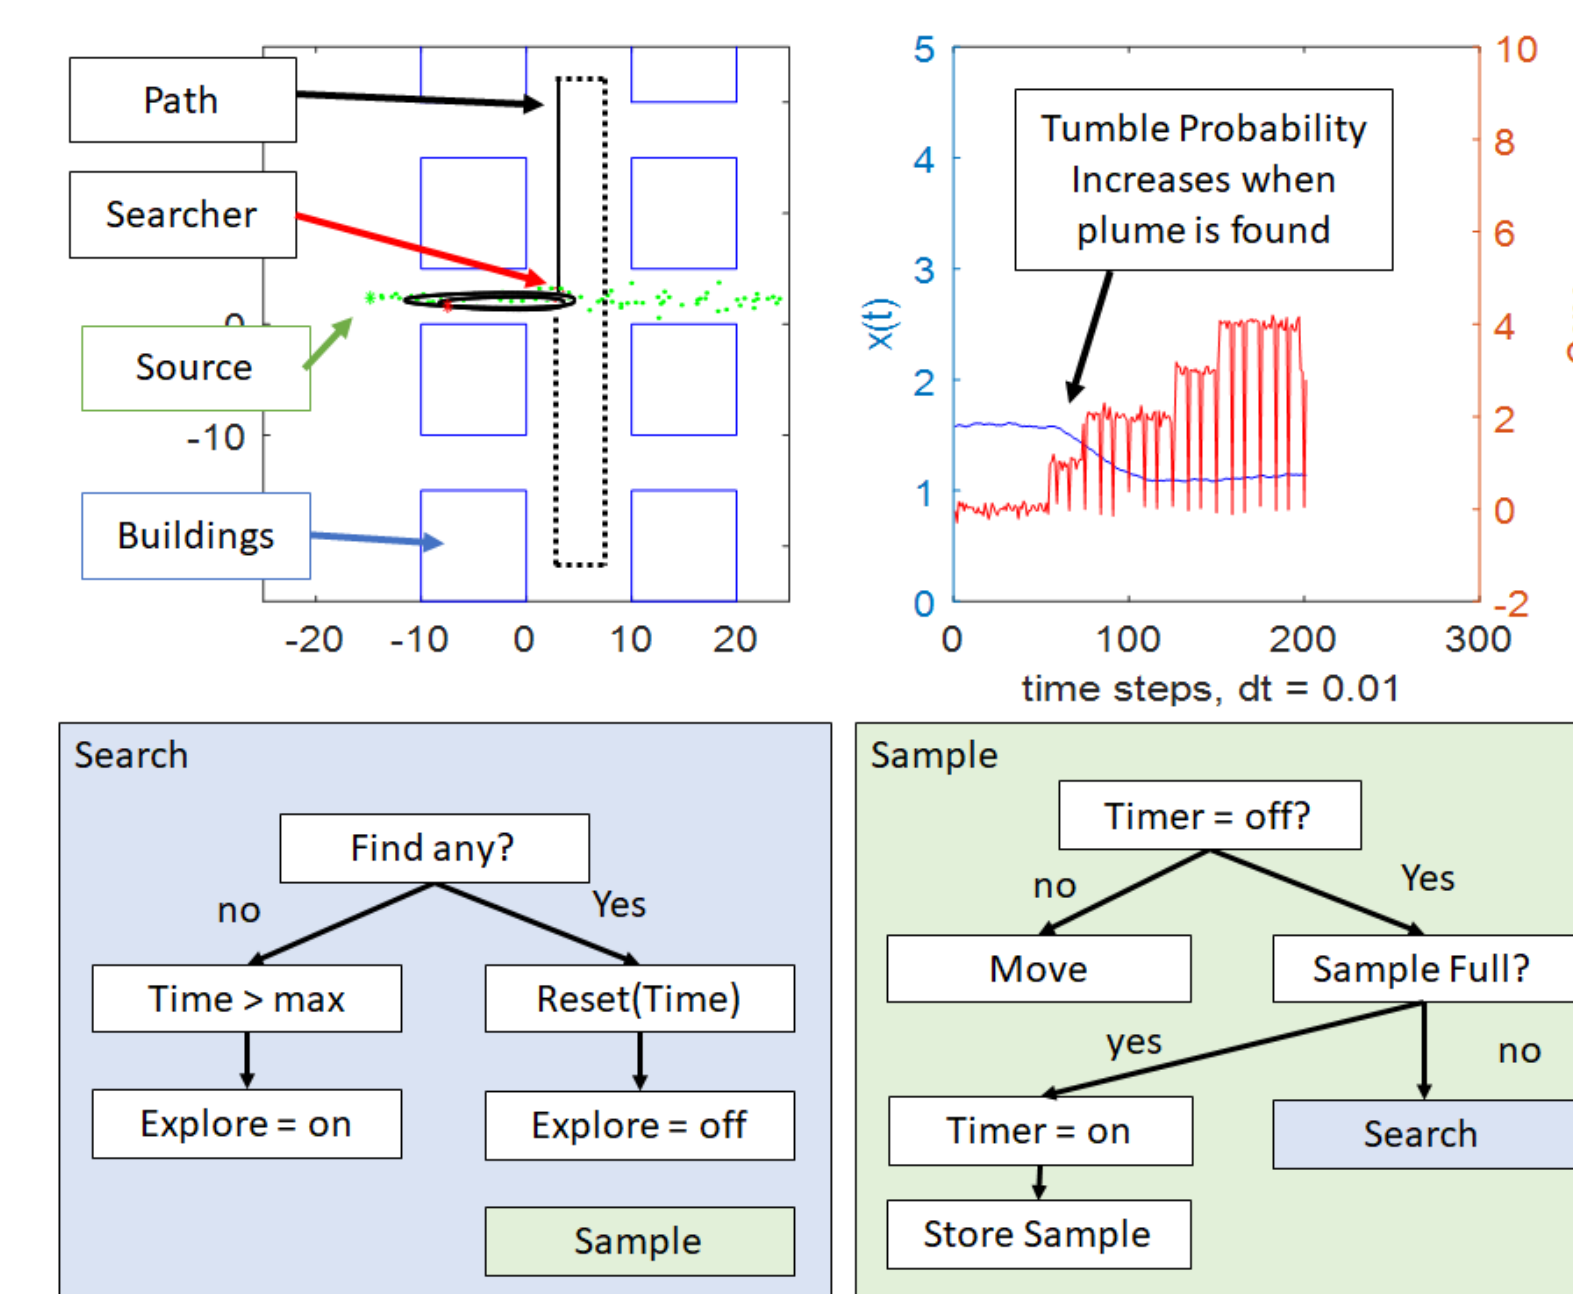 Path
Searcher
Source
Buildings
0
-10
-20
-10
0
10
20
5
4
3
2
1
0
x(t)
10
8
6
4
2
0
-2
Tumble Probability
Increases when
plume is found
0
100
200
300
time steps, dt = 0.01
Search
Find any?
no
Yes
Time > max
Reset(Time)
Explore = on
Explore = off
Sample
Sample
Timer = off?
no
Yes
Move
Sample Full?
yes
no
Timer = on
Search
Store Sample